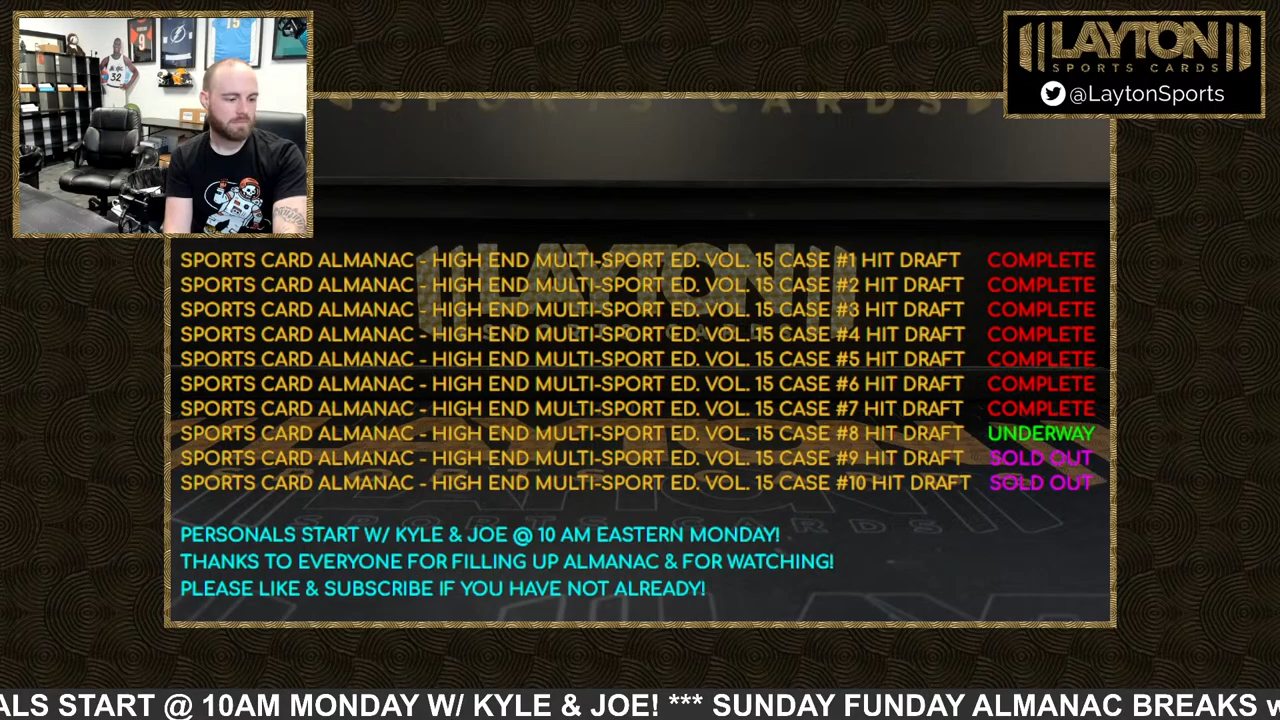 LAYTON
SPORTS CARDS
@LaytonSports
SPORTS CARDS
SPORTS CARD ALMANAC - HIGH END MULTI-SPORT ED. VOL. 15 CASE #1 HIT DRAFT COMPLETE
SPORTS CARD ALMANAC - HIGH END MULTI-SPORT ED. VOL. 15 CASE #2 HIT DRAFT COMPLETE
SPORTS CARD ALMANAC - HIGH END MULTI-SPORT ED. VOL. 15 CASE #3 HIT DRAFT COMPLETE
SPORTS CARD ALMANAC - HIGH END MULTI-SPORT ED. VOL. 15 CASE #4 HIT DRAFT COMPLETE
SPORTS CARD ALMANAC - HIGH END MULTI-SPORT ED. VOL. 15 CASE #5 HIT DRAFT COMPLETE
SPORTS CARD ALMANAC - HIGH END MULTI-SPORT ED. VOL. 15 CASE #6 HIT DRAFT COMPLETE
SPORTS CARD ALMANAC - HIGH END MULTI-SPORT ED. VOL. 15 CASE #7 HIT DRAFT COMPLETE
SPORTS CARD ALMANAC - HIGH END MULTI-SPORT ED. VOL. 15 CASE #8 HIT DRAFT UNDERWAY
SPORTS CARD ALMANAC - HIGH END MULTI-SPORT ED. VOL. 15 CASE #9 HIT DRAFT SOLD OUT
SPORTS CARD ALMANAC - HIGH END MULTI-SPORT ED. VOL. 15 CASE #10 HIT DRAFT SOLD OUT
PERSONALS START W/ KYLE & JOE @ 10 AM EASTERN MONDAY!
THANKS TO EVERYONE FOR FILLING UP ALMANAC & FOR WATCHING!
PLEASE LIKE & SUBSCRIBE IF YOU HAVE NOT ALREADY!
ALS START @ 10AM MONDAY W/ KYLE & JOE! *** SUNDAY FUNDAY ALMANAC BREAKS